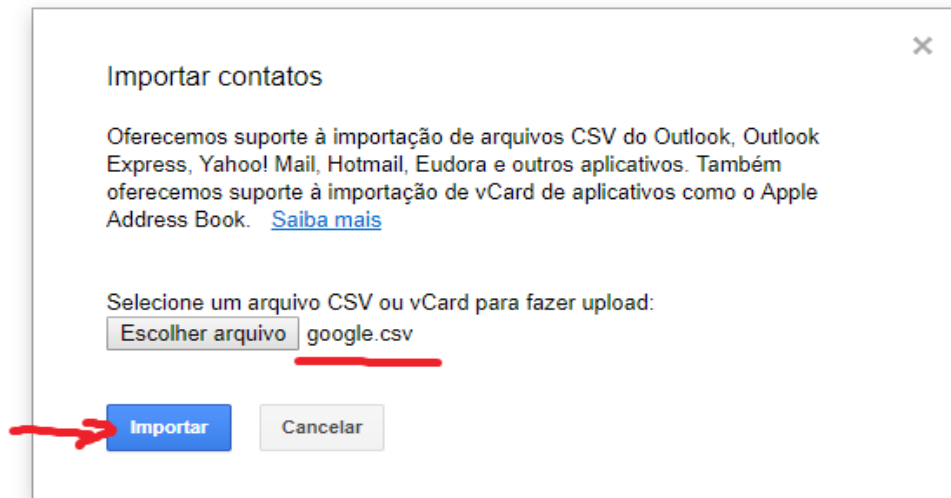 Importar contatos
Oferecemos suporte à importação de arquivos CSV do Outlook, Outlook
Express, Yahoo! Mail, Hotmail, Eudora e outros aplicativos. Também
oferecemos suporte à importação de vCard de aplicativos como o Apple
Address Book. Saiba mais
Selecione um arquivo CSV ou vCard para fazer upload:
Escolher arquivo google.csv
Importar Cancelar